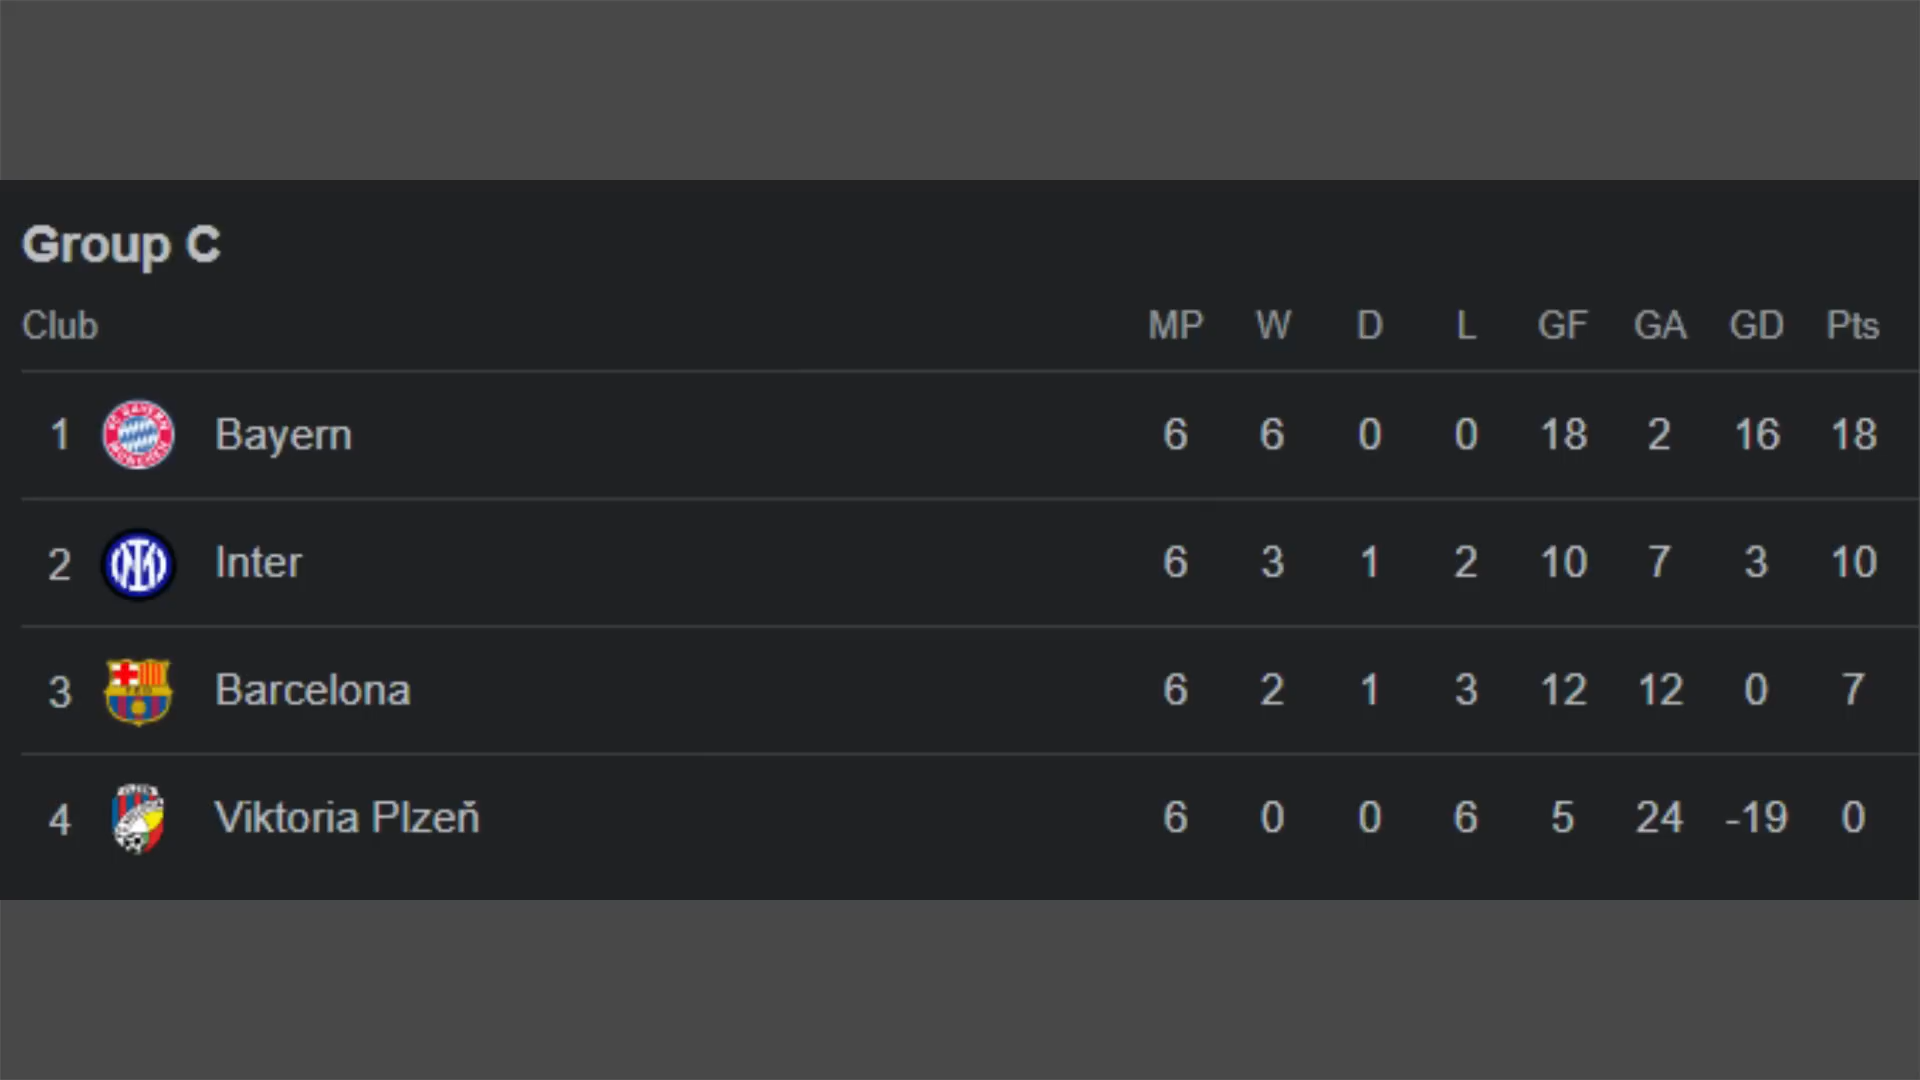 Group C
Club MP W D L GF GA GD Pts
1 Bayern 6 6 0 0 18 2 16 18
2 Inter 6 3 1 2 10 7 3 10
3 Barcelona 6 2 1 3 12 12 0 7
4 Viktoria Plzeň 6 0 0 6 5 24 -19 0